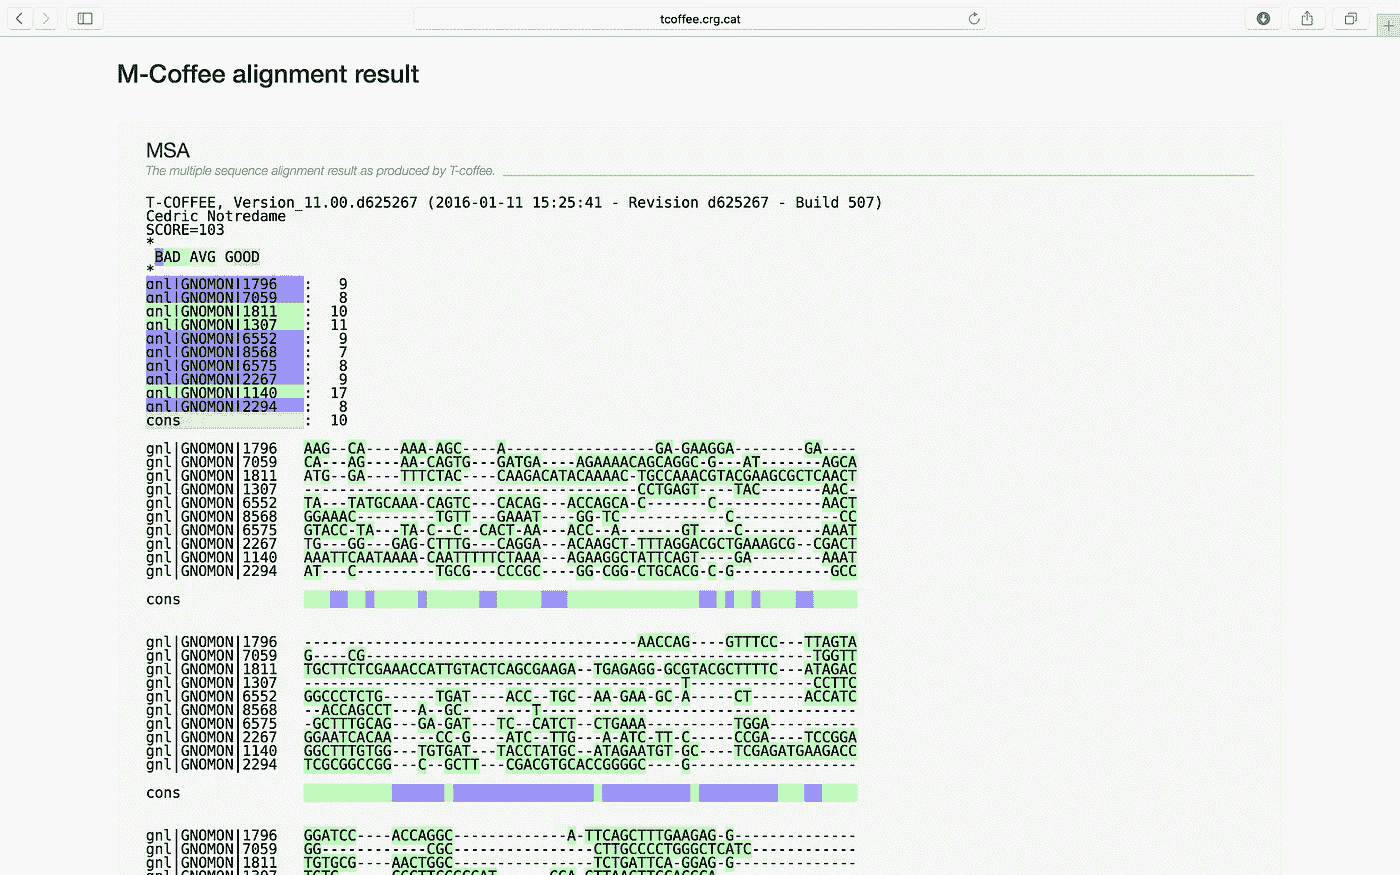 tcoffee.crg.cat
M-Coffee alignment result
MSA
The multiple sequence alignment result as produced by T-coffee.
T-COFFEE, Version_11.00.d625267 (2016-01-11 15:25:41 - Revision d625267 - Build 507)
Cedric Notredame
SCORE=103
*
BAD AVG GOOD
*
gnl|GNOMON|1796 : 9
gnl|GNOMON|7059 : 8
gnl|GNOMON|1811 : 10
gnl|GNOMON|1307 : 11
gnl|GNOMON|6552 : 9
gnl|GNOMON|8568 : 7
gnl|GNOMON|6575 : 8
gnl|GNOMON|2267 : 9
gnl|GNOMON|1140 : 17
gnl|GNOMON|2294 : 8
cons : 10
gnl|GNOMON|1796 AAG--CA----AAA-AGC----A-----------------GA-GAAGGA--------GA----
gnl|GNOMON|7059 CA---AG----AA-CAGTG---GATGA----AGAAAACAGCAGGC-G---AT-------AGCA
gnl|GNOMON|1811 ATG--GA----TTTCTAC----CAAGACATACAAAAC-TGCCAAACGTACGAAGCGCTCAACT
gnl|GNOMON|1307 --------------------------------------CCTGAGT----TAC-------AAC-
gnl|GNOMON|6552 TA---TATGCAAA-CAGTC---CACAG---ACCAGCA-C-------C------------AACT
gnl|GNOMON|8568 GGAAAC---------TGTT---GAAAT----GG-TC------------C------------CC
gnl|GNOMON|6575 GTACC-TA---TA-C--C--CACT-AA---ACC--A-------GT----C---------AAAT
gnl|GNOMON|2267 TG---GG---GAG-CTTTG---CAGGA---ACAAGCT-TTTAGGACGCTGAAAGCG--CGACT
gnl|GNOMON|1140 AAATTCAATAAAA-CAATTTTTCTAAA---AGAAGGCTATTCAGT----GA--------AAAT
gnl|GNOMON|2294 AT---C---------TGCG---CCCGC----GG-CGG-CTGCACG-C-G-----------GCC
cons
gnl|GNOMON|1796 --------------------------------------AACCAG----GTTTCC---TTAGTA
gnl|GNOMON|7059 G----CG---------------------------------------------------TGGTT
gnl|GNOMON|1811 TGCTTCTCGAAACCATTGTACTCAGCGAAGA--TGAGAGG-GCGTACGCTTTTC---ATAGAC
gnl|GNOMON|1307 -------------------------------------------T--------------CCTTC
gnl|GNOMON|6552 GGCCCTCTG------TGAT----ACC--TGC--AA-GAA-GC-A-----CT------ACCATC
gnl|GNOMON|8568 --ACCAGCCT---A--GC--------T------------------------------------
gnl|GNOMON|6575 -GCTTTGCAG---GA-GAT---TC--CATCT--CTGAAA----------TGGA----------
gnl|GNOMON|2267 GGAATCACAA-----CC-G----ATC--TTG---A-ATC-TT-C-----CCGA----TCCGGA
gnl|GNOMON|1140 GGCTTTGTGG---TGTGAT---TACCTATGC--ATAGAATGT-GC----TCGAGATGAAGACC
gnl|GNOMON|2294 TCGCGGCCGG---C--GCTT---CGACGTGCACCGGGGC----G-------------------
cons
gnl|GNOMON|1796 GGATCC----ACCAGGC-------------A-TTCAGCTTTGAAGAG-G--------------
gnl|GNOMON|7059 GG------------CGC----------------CTTGCCCCTGGGCTCATC------------
gnl|GNOMON|1811 TGTGCG----AACTGGC----------------TCTGATTCA-GGAG-G--------------